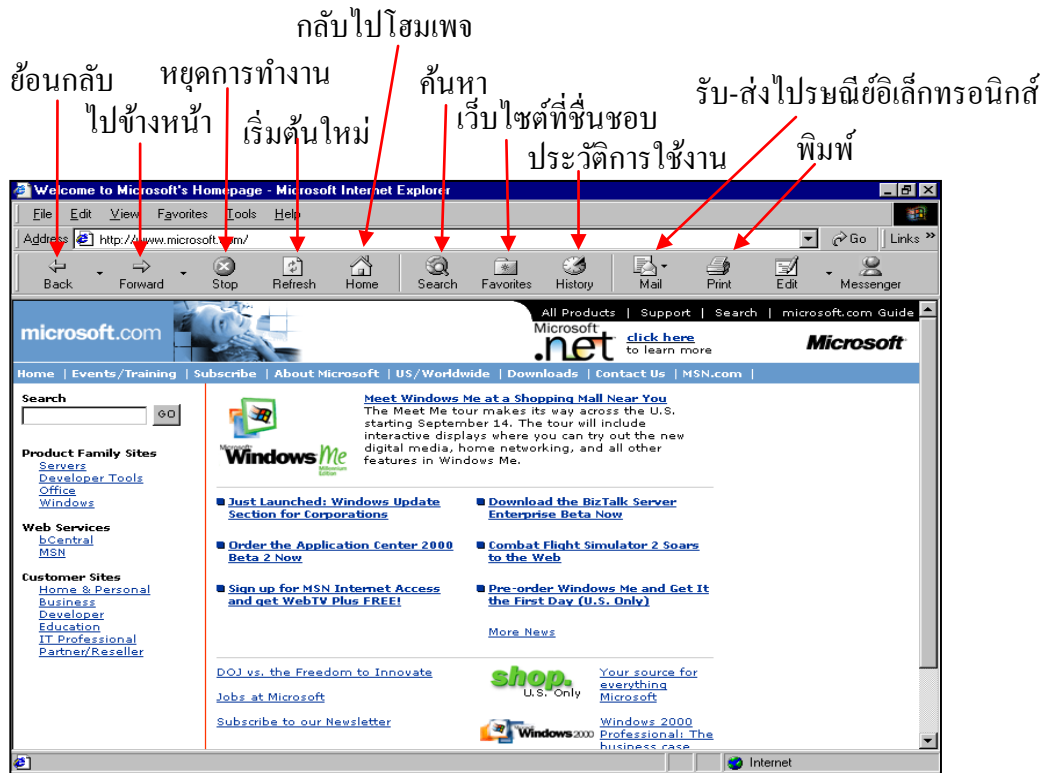 กลับไปโฮมเพจ
ย้อนกลับ
หยุดการทำงาน
ค้นหา
รับ-ส่งไปรษณีย์อิเล็กทรอนิกส์
ไปข้างหน้า
เริ่มต้นใหม่
เว็บไซต์ที่ชื่นชอบ
ประวัติการใช้งาน
พิมพ์
Welcome to Microsoft's Homepage - Microsoft Internet Explorer
File Edit View Favorites Tools Help
Address http://www.microsoft.com/ Go Links »
Back Forward Stop Refresh Home Search Favorites History Mail Print Edit Messenger
All Products | Support | Search | microsoft.com Guide
microsoft.com
Microsoft
.net
click here
to learn more
Microsoft
Home | Events/Training | Subscribe | About Microsoft | US/Worldwide | Downloads | Contact Us | MSN.com |
Search
GO
Product Family Sites
Servers
Developer Tools
Office
Windows
Web Services
bCentral
MSN
Customer Sites
Home & Personal
Business
Developer
Education
IT Professional
Partner/Reseller
Microsoft
Windows Me
Millennium
Edition
Meet Windows Me at a Shopping Mall Near You
The Meet Me tour makes its way across the U.S.
starting September 14. The tour will include
interactive displays where you can try out the new
digital media, home networking, and all other
features in Windows Me.
Just Launched: Windows Update
Section for Corporations
Download the BizTalk Server
Enterprise Beta Now
Order the Application Center 2000
Beta 2 Now
Combat Flight Simulator 2 Soars
to the Web
Sign up for MSN Internet Access
and get WebTV Plus FREE!
Pre-order Windows Me and Get It
the First Day (U.S. Only)
More News
DOJ vs. the Freedom to Innovate
Jobs at Microsoft
Subscribe to our Newsletter
shop.
U.S. Only
Your source for
everything
Microsoft
Windows 2000
Windows 2000
Professional: The
business case
Internet